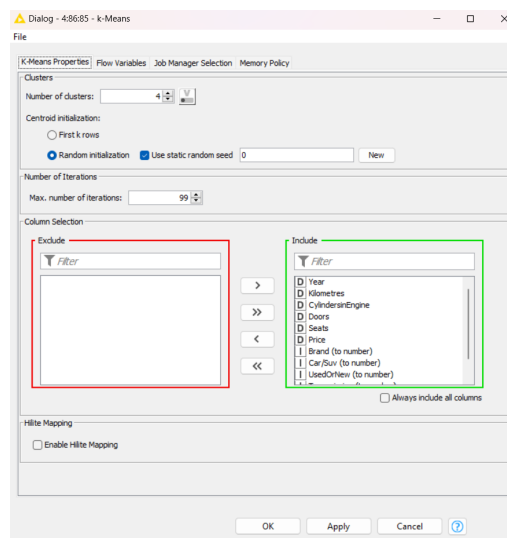 Dialog - 4:86:85 - k-Means
File
K-Means Properties Flow Variables Job Manager Selection Memory Policy
Clusters
Number of clusters: 4
Centroid initialization:
First k rows
Random initialization Use static random seed 0 New
Number of Iterations
Max. number of iterations: 99
Column Selection
Exclude Include
Filter Filter
D Year
D Kilometres
D CylindersinEngine
D Doors
D Seats
D Price
I Brand (to number)
I Car/Suv (to number)
I UsedOrNew (to number)
> 
>>
<
<<
Always include all columns
Hilite Mapping
Enable Hilite Mapping
OK Apply Cancel ?